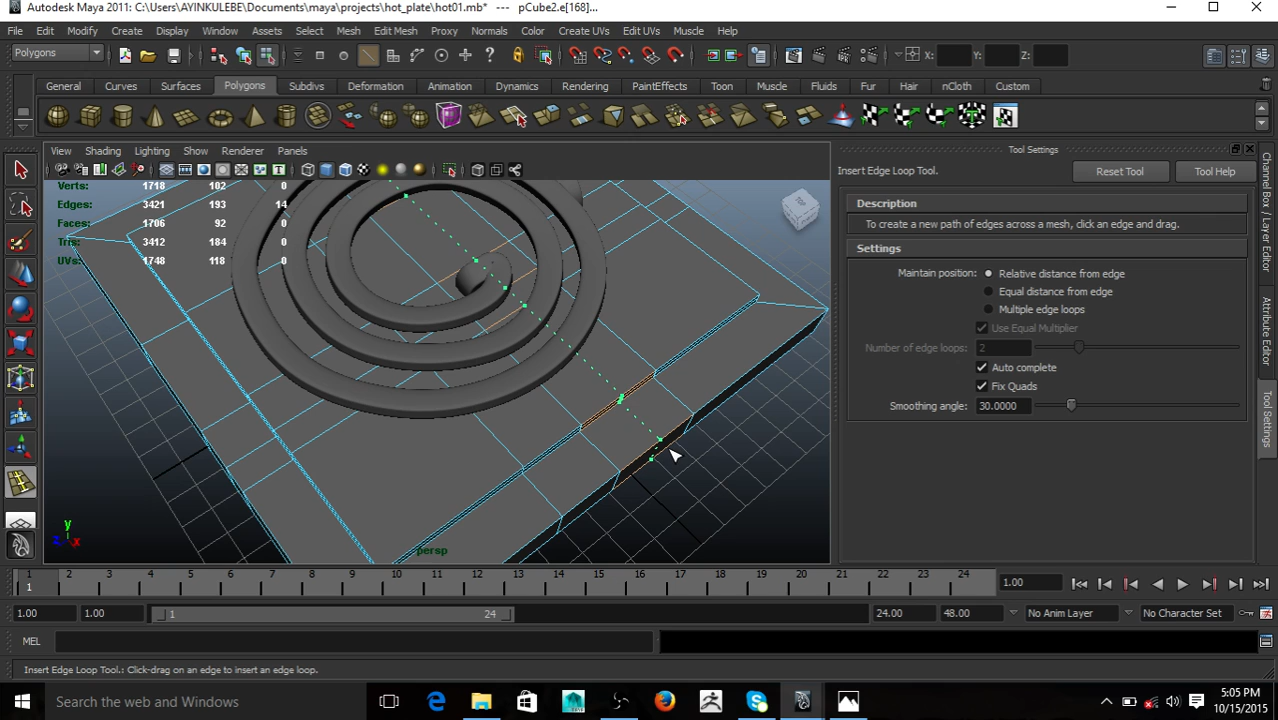 Autodesk Maya 2011: C:\Users\AYINKULEBE\Documents\maya\projects\hot_plate\hot01.mb* --- pCube2.e[168]...
File Edit Modify Create Display Window Assets Select Mesh Edit Mesh Proxy Normals Color Create UVs Edit UVs Muscle Help
Polygons X: Y: Z:
General Curves Surfaces Polygons Subdivs Deformation Animation Dynamics Rendering PaintEffects Toon Muscle Fluids Fur Hair nCloth Custom
View Shading Lighting Show Renderer Panels
Tool Settings
Insert Edge Loop Tool. Reset Tool Tool Help
Verts: 1718 102 0
Edges: 3421 193 14
Faces: 1706 92 0
Tris: 3412 184 0
UVs: 1748 118 0
TOP
Description
To create a new path of edges across a mesh, click an edge and drag.
Settings
Maintain position: Relative distance from edge
Equal distance from edge
Multiple edge loops
Use Equal Multiplier
Number of edge loops: 2
Auto complete
Fix Quads
Smoothing angle: 30.0000
Channel Box / Layer Editor
Attribute Editor
Tool Settings
y
z x
persp
1 2 3 4 5 6 7 8 9 10 11 12 13 14 15 16 17 18 19 20 21 22 23 24
1 1.00
1.00 1.00 1 24 24.00 48.00 No Anim Layer No Character Set
MEL
Insert Edge Loop Tool.: Click-drag on an edge to insert an edge loop.
Search the web and Windows
5:05 PM
10/15/2015